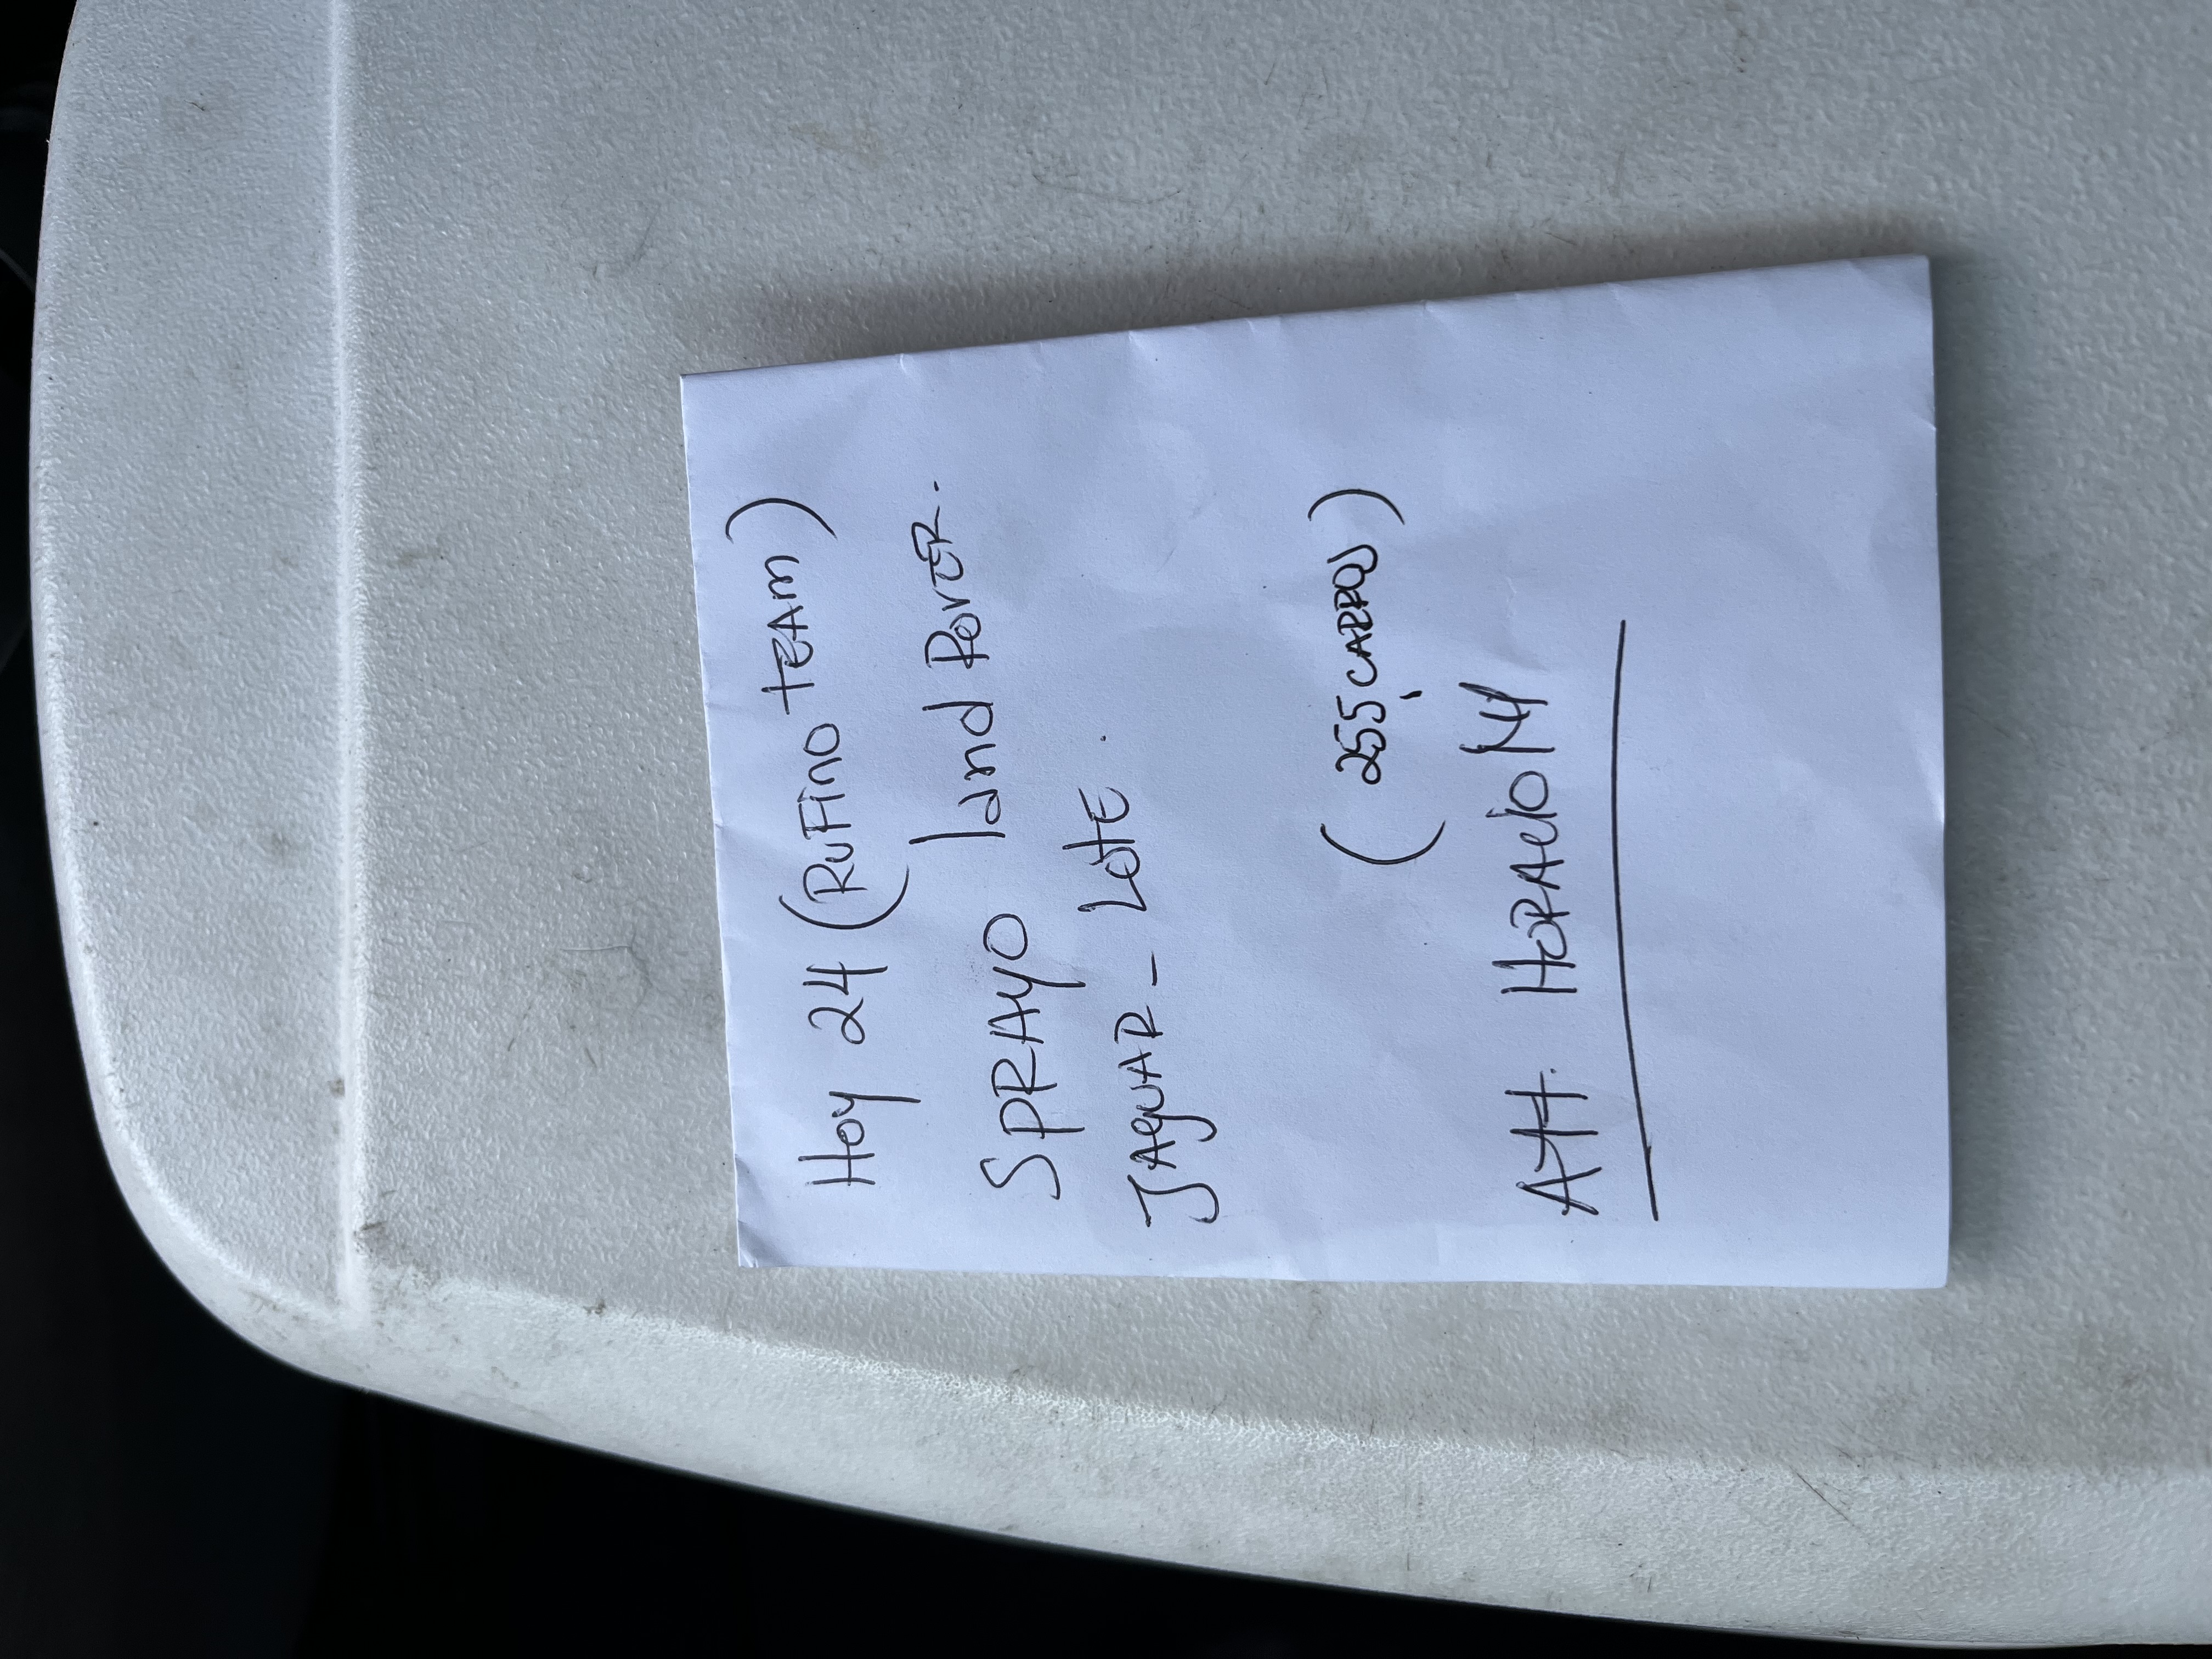 Hoy 24 (RuFino TEAM)
SPRAYO land Rover.
JAguAR - LotE.
(255 CARROS)
Att. HORAcio M